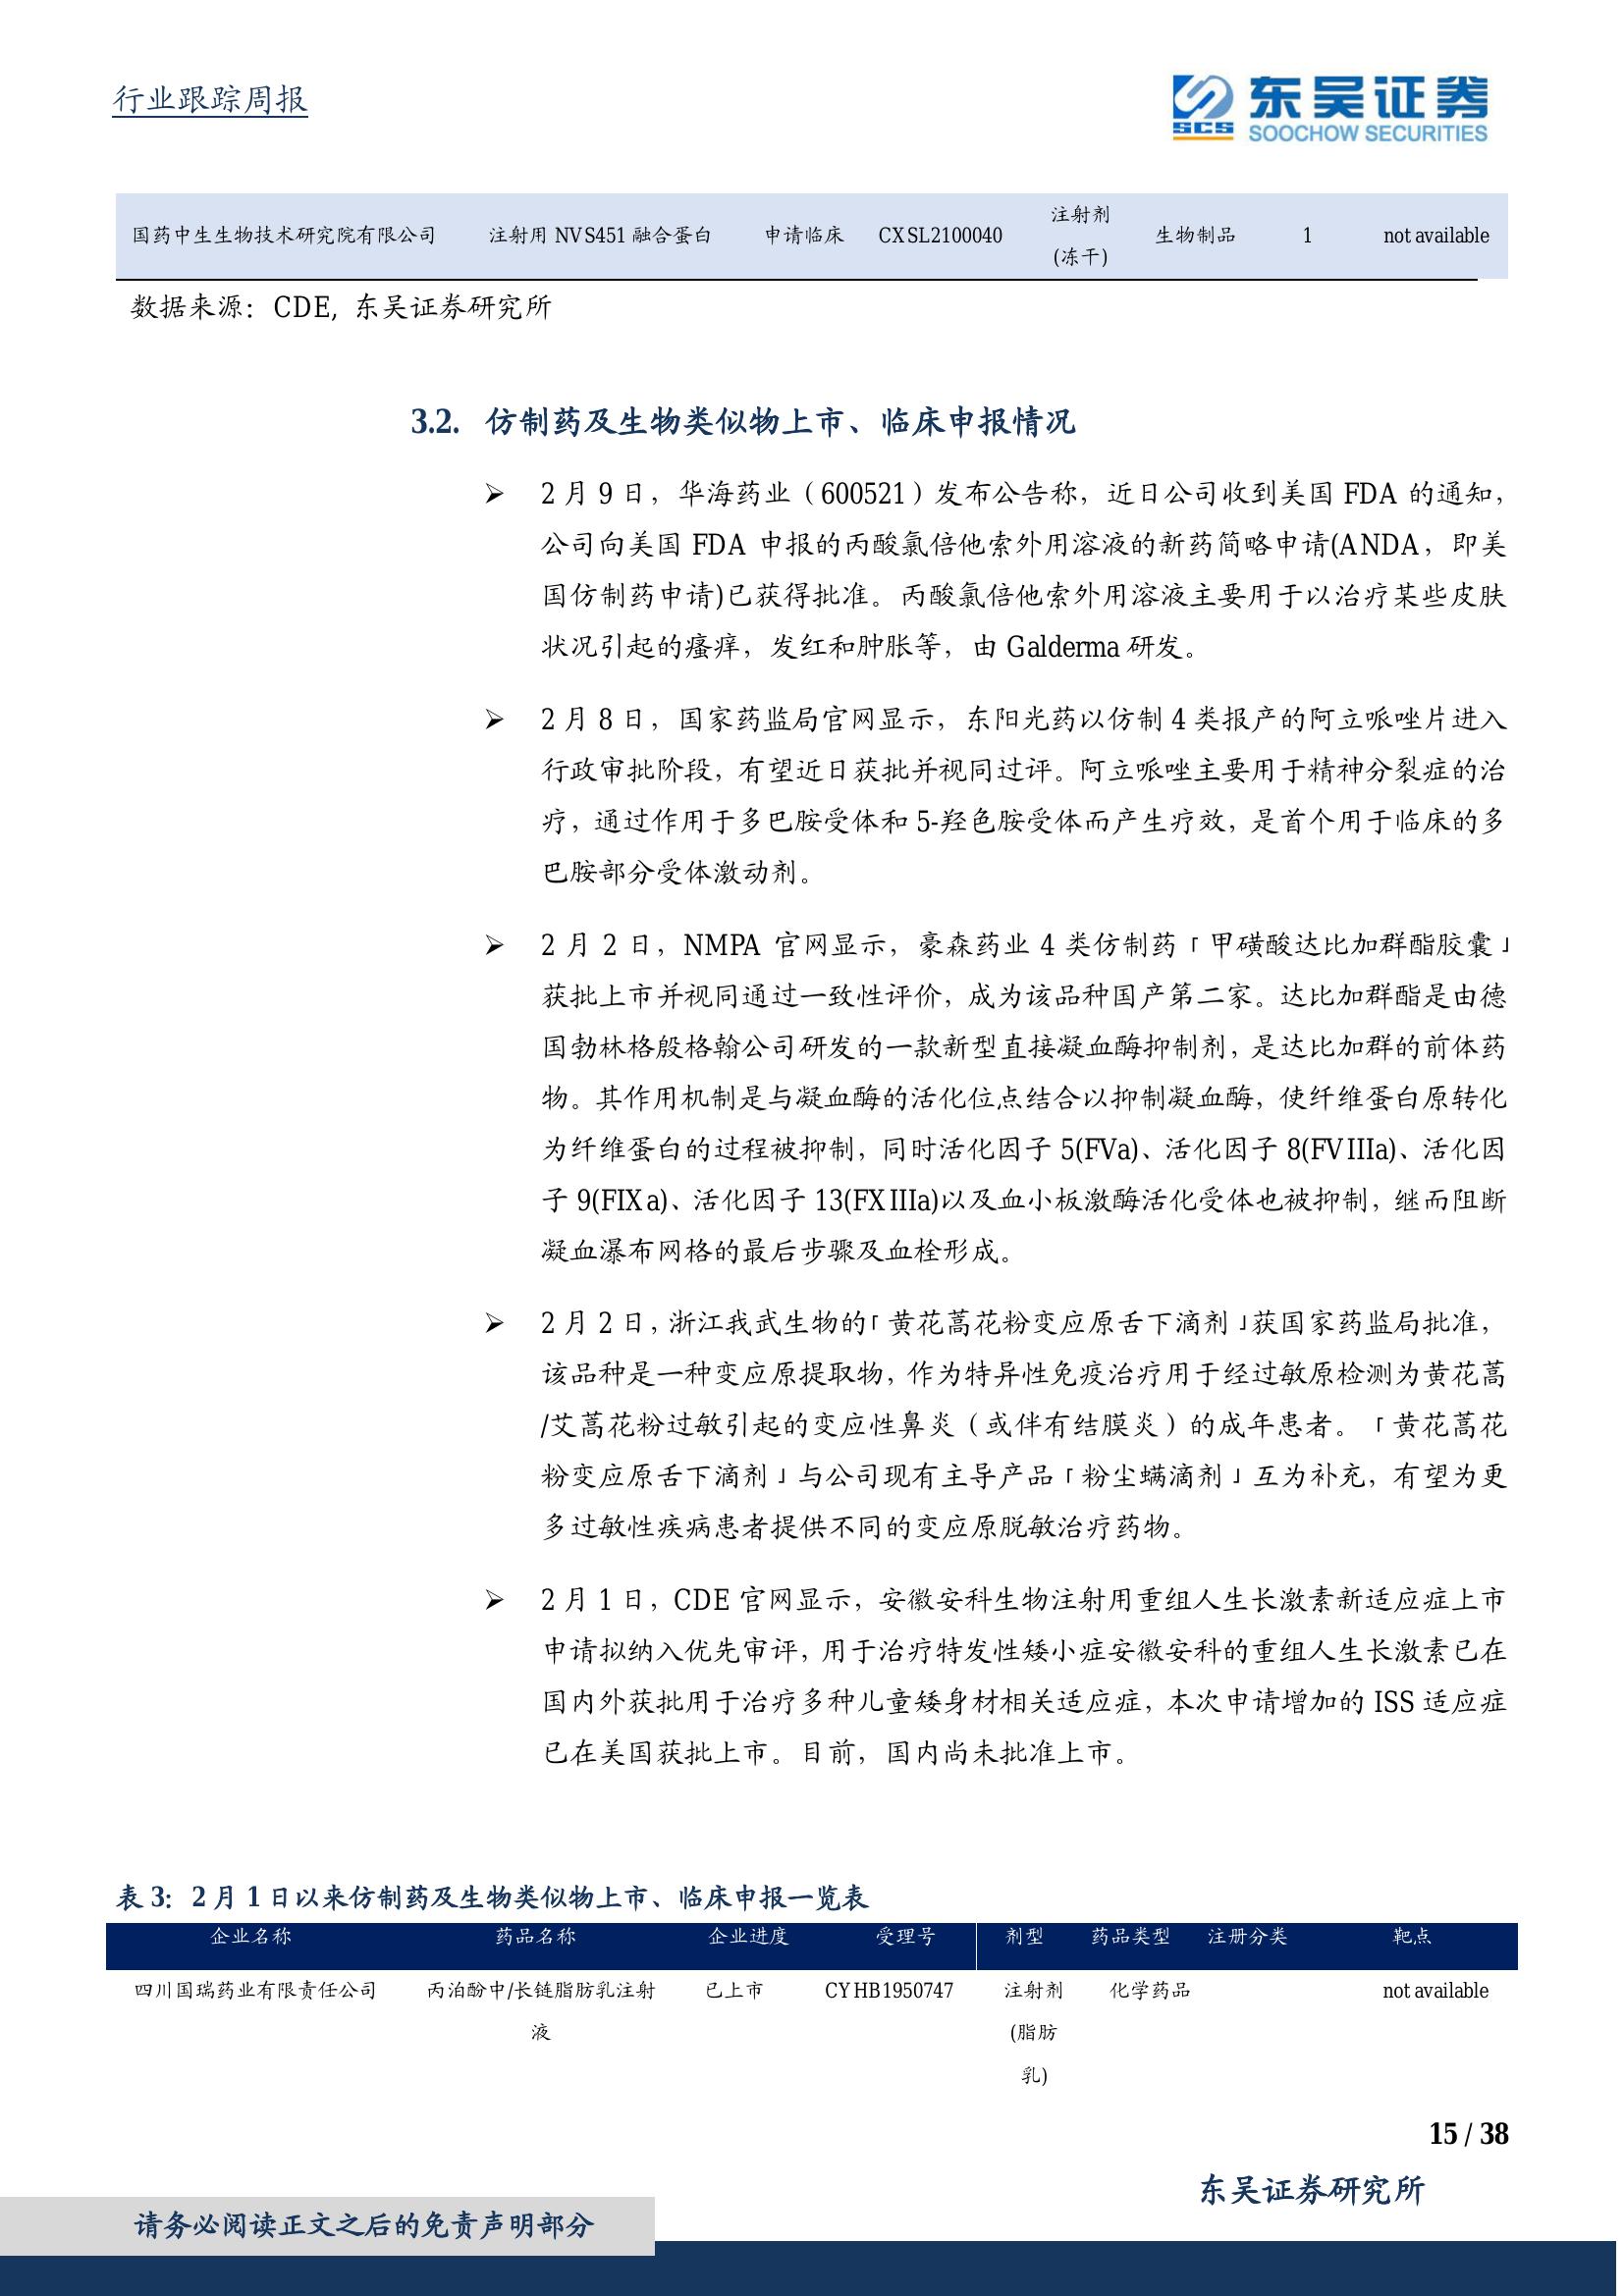 行业跟踪周报
东吴证券
SCS
SOOCHOW SECURITIES
国药中生生物技术研究院有限公司 注射用 NVS451 融合蛋白 申请临床 CXSL2100040 注射剂 生物制品 1 not available
(冻干)
数据来源：CDE, 东吴证券研究所
3.2. 仿制药及生物类似物上市、临床申报情况
➢ 2 月 9 日，华海药业（600521）发布公告称，近日公司收到美国 FDA 的通知，
公司向美国 FDA 申报的丙酸氯倍他索外用溶液的新药简略申请(ANDA，即美
国仿制药申请)已获得批准。丙酸氯倍他索外用溶液主要用于以治疗某些皮肤
状况引起的瘙痒，发红和肿胀等，由 Galderma 研发。
➢ 2 月 8 日，国家药监局官网显示，东阳光药以仿制 4 类报产的阿立哌唑片进入
行政审批阶段，有望近日获批并视同过评。阿立哌唑主要用于精神分裂症的治
疗，通过作用于多巴胺受体和 5-羟色胺受体而产生疗效，是首个用于临床的多
巴胺部分受体激动剂。
➢ 2 月 2 日，NMPA 官网显示，豪森药业 4 类仿制药「甲磺酸达比加群酯胶囊」
获批上市并视同通过一致性评价，成为该品种国产第二家。达比加群酯是由德
国勃林格殷格翰公司研发的一款新型直接凝血酶抑制剂，是达比加群的前体药
物。其作用机制是与凝血酶的活化位点结合以抑制凝血酶，使纤维蛋白原转化
为纤维蛋白的过程被抑制，同时活化因子 5(FVa)、活化因子 8(FVIIIa)、活化因
子 9(FIXa)、活化因子 13(FXIIIa)以及血小板激酶活化受体也被抑制，继而阻断
凝血瀑布网格的最后步骤及血栓形成。
➢ 2 月 2 日，浙江我武生物的「黄花蒿花粉变应原舌下滴剂」获国家药监局批准，
该品种是一种变应原提取物，作为特异性免疫治疗用于经过敏原检测为黄花蒿
/艾蒿花粉过敏引起的变应性鼻炎（或伴有结膜炎）的成年患者。「黄花蒿花
粉变应原舌下滴剂」与公司现有主导产品「粉尘螨滴剂」互为补充，有望为更
多过敏性疾病患者提供不同的变应原脱敏治疗药物。
➢ 2 月 1 日，CDE 官网显示，安徽安科生物注射用重组人生长激素新适应症上市
申请拟纳入优先审评，用于治疗特发性矮小症安徽安科的重组人生长激素已在
国内外获批用于治疗多种儿童矮身材相关适应症，本次申请增加的 ISS 适应症
已在美国获批上市。目前，国内尚未批准上市。
表 3：2 月 1 日以来仿制药及生物类似物上市、临床申报一览表
企业名称 药品名称 企业进度 受理号 剂型 药品类型 注册分类 靶点
四川国瑞药业有限责任公司 丙泊酚中/长链脂肪乳注射 已上市 CYHB1950747 注射剂 化学药品 not available
液 (脂肪
乳)
15 / 38
东吴证券研究所
请务必阅读正文之后的免责声明部分